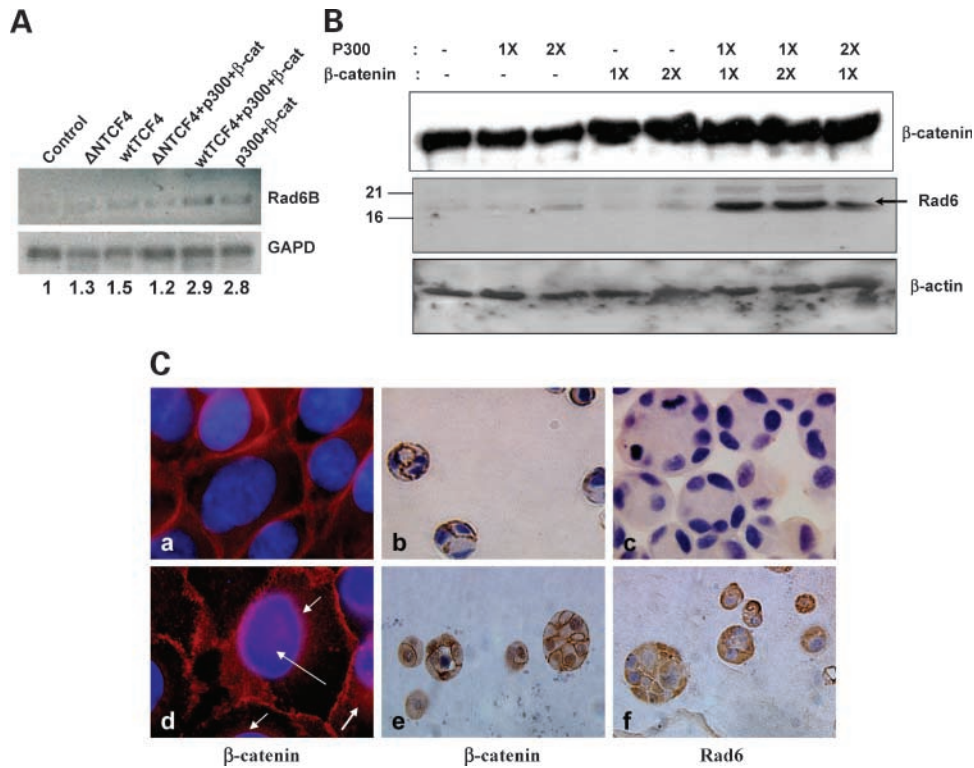 A
Control
ΔNTCF4
wtTCF4
ΔNTCF4+p300+β-cat
wtTCF4+p300+β-cat
p300+β-cat
Rad6B
GAPD
1 1.3 1.5 1.2 2.9 2.8
B
P300 : - 1X 2X - - 1X 1X 2X
β-catenin : - - - 1X 2X 1X 2X 1X
β-catenin
21
16
Rad6
β-actin
C
a b c
d e f
β-catenin β-catenin Rad6